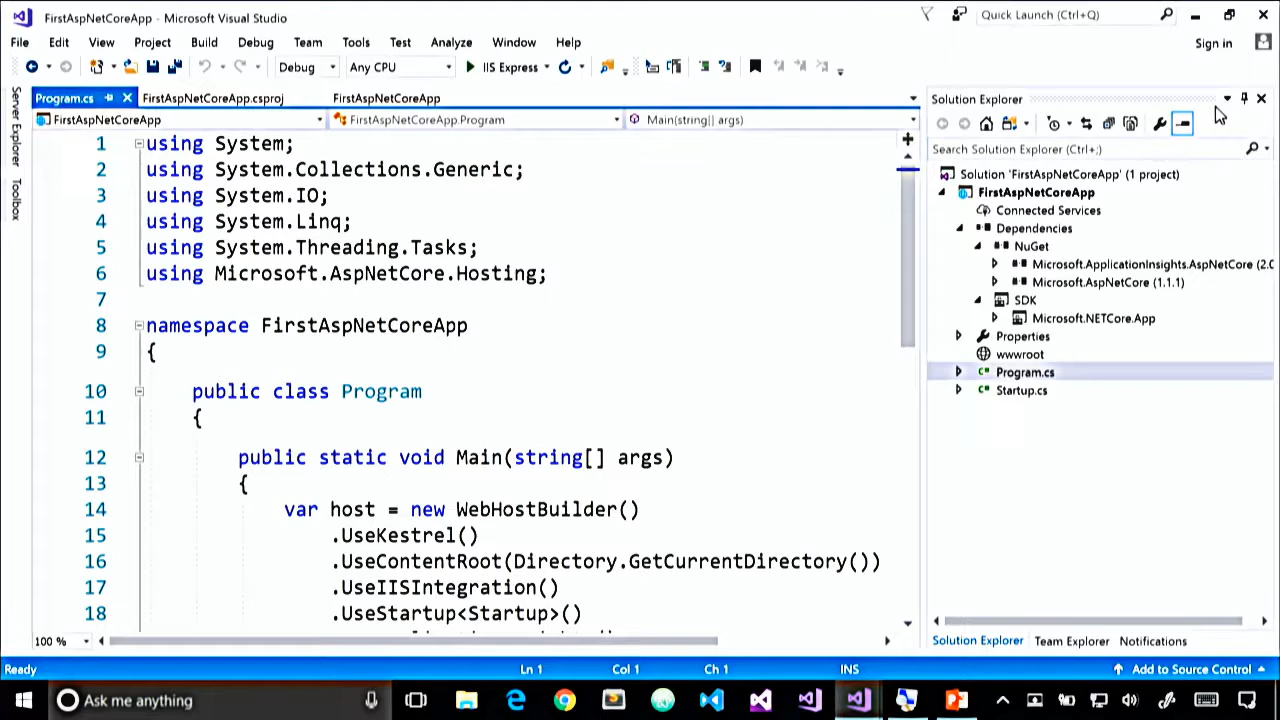 FirstAspNetCoreApp - Microsoft Visual Studio
Quick Launch (Ctrl+Q)
File Edit View Project Build Debug Team Tools Test Analyze Window Help
Sign in
Debug Any CPU IIS Express
Program.cs FirstAspNetCoreApp.csproj FirstAspNetCoreApp
FirstAspNetCoreApp FirstAspNetCoreApp.Program Main(string[] args)
Server Explorer
Toolbox
1 using System;
2 using System.Collections.Generic;
3 using System.IO;
4 using System.Linq;
5 using System.Threading.Tasks;
6 using Microsoft.AspNetCore.Hosting;
7
8 namespace FirstAspNetCoreApp
9 {
10 public class Program
11 {
12 public static void Main(string[] args)
13 {
14 var host = new WebHostBuilder()
15 .UseKestrel()
16 .UseContentRoot(Directory.GetCurrentDirectory())
17 .UseIISIntegration()
18 .UseStartup<Startup>()
100 %
Solution Explorer
Search Solution Explorer (Ctrl+;)
Solution 'FirstAspNetCoreApp' (1 project)
FirstAspNetCoreApp
Connected Services
Dependencies
NuGet
Microsoft.ApplicationInsights.AspNetCore (2.0
Microsoft.AspNetCore (1.1.1)
SDK
Microsoft.NETCore.App
Properties
wwwroot
Program.cs
Startup.cs
Solution Explorer Team Explorer Notifications
Ready Ln 1 Col 1 Ch 1 INS Add to Source Control
Ask me anything